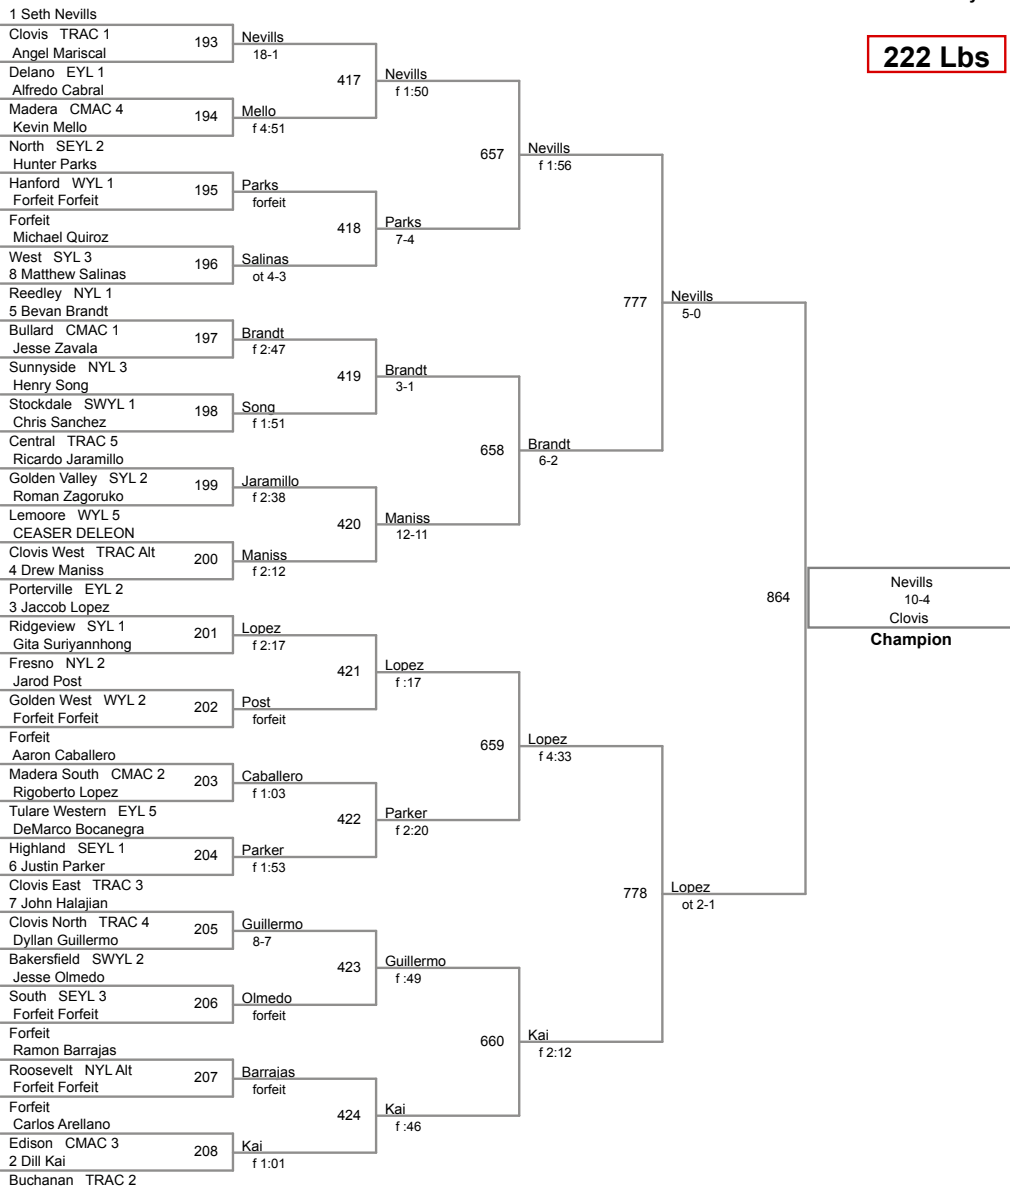 1 Seth Nevills
Clovis TRAC 1
Angel Mariscal
Delano EYL 1
Alfredo Cabral
Madera CMAC 4
Kevin Mello
North SEYL 2
Hunter Parks
Hanford WYL 1
Forfeit Forfeit
Forfeit
Michael Quiroz
West SYL 3
8 Matthew Salinas
Reedley NYL 1
5 Bevan Brandt
Bullard CMAC 1
Jesse Zavala
Sunnyside NYL 3
Henry Song
Stockdale SWYL 1
Chris Sanchez
Central TRAC 5
Ricardo Jaramillo
Golden Valley SYL 2
Roman Zagoruko
Lemoore WYL 5
CEASER DELEON
Clovis West TRAC Alt
4 Drew Maniss
Porterville EYL 2
3 Jaccob Lopez
Ridgeview SYL 1
Gita Suriyannhong
Fresno NYL 2
Jarod Post
Golden West WYL 2
Forfeit Forfeit
Forfeit
Aaron Caballero
Madera South CMAC 2
Rigoberto Lopez
Tulare Western EYL 5
DeMarco Bocanegra
Highland SEYL 1
6 Justin Parker
Clovis East TRAC 3
7 John Halajian
Clovis North TRAC 4
Dyllan Guillermo
Bakersfield SWYL 2
Jesse Olmedo
South SEYL 3
Forfeit Forfeit
Forfeit
Ramon Barrajas
Roosevelt NYL Alt
Forfeit Forfeit
Forfeit
Carlos Arellano
Edison CMAC 3
2 Dill Kai
Buchanan TRAC 2
193
194
195
196
197
198
199
200
201
202
203
204
205
206
207
208
Nevills
18-1
Mello
f 4:51
Parks
forfeit
Salinas
ot 4-3
Brandt
f 2:47
Song
f 1:51
Jaramillo
f 2:38
Maniss
f 2:12
Lopez
f 2:17
Post
forfeit
Caballero
f 1:03
Parker
f 1:53
Guillermo
8-7
Olmedo
forfeit
Barrajas
forfeit
Kai
f 1:01
417
418
419
420
421
422
423
424
Nevills
f 1:50
Parks
7-4
Brandt
3-1
Maniss
12-11
Lopez
f :17
Parker
f 2:20
Guillermo
f :49
Kai
f :46
657
658
659
660
Nevills
f 1:56
Brandt
6-2
Lopez
f 4:33
Kai
f 2:12
777
778
Nevills
5-0
Lopez
ot 2-1
864
222 Lbs
Nevills
10-4
Clovis
Champion